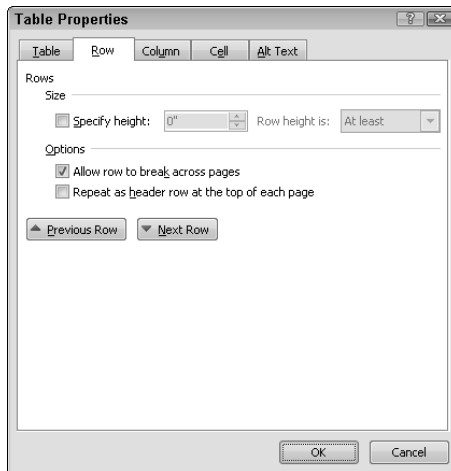 Table Properties
Table Row Column Cell Alt Text
Rows
Size
Specify height: 0" Row height is: At least
Options
Allow row to break across pages
Repeat as header row at the top of each page
Previous Row Next Row
OK Cancel